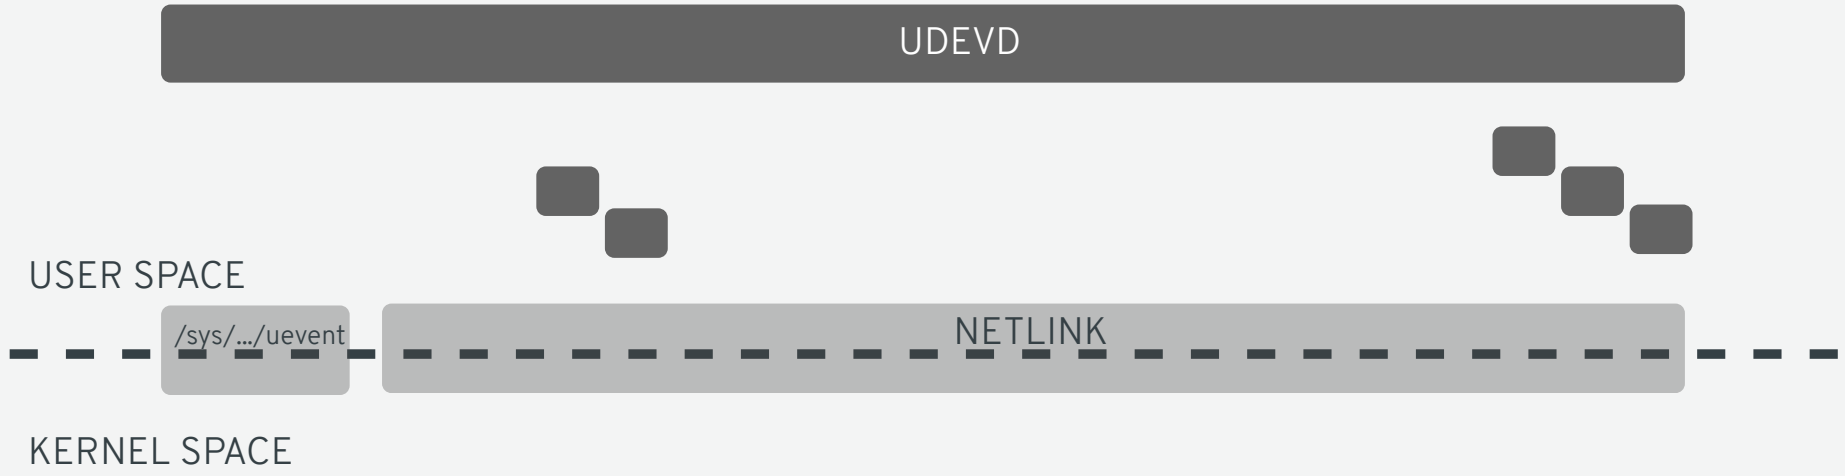 UDEVD
USER SPACE
/sys/.../uevent
NETLINK
KERNEL SPACE